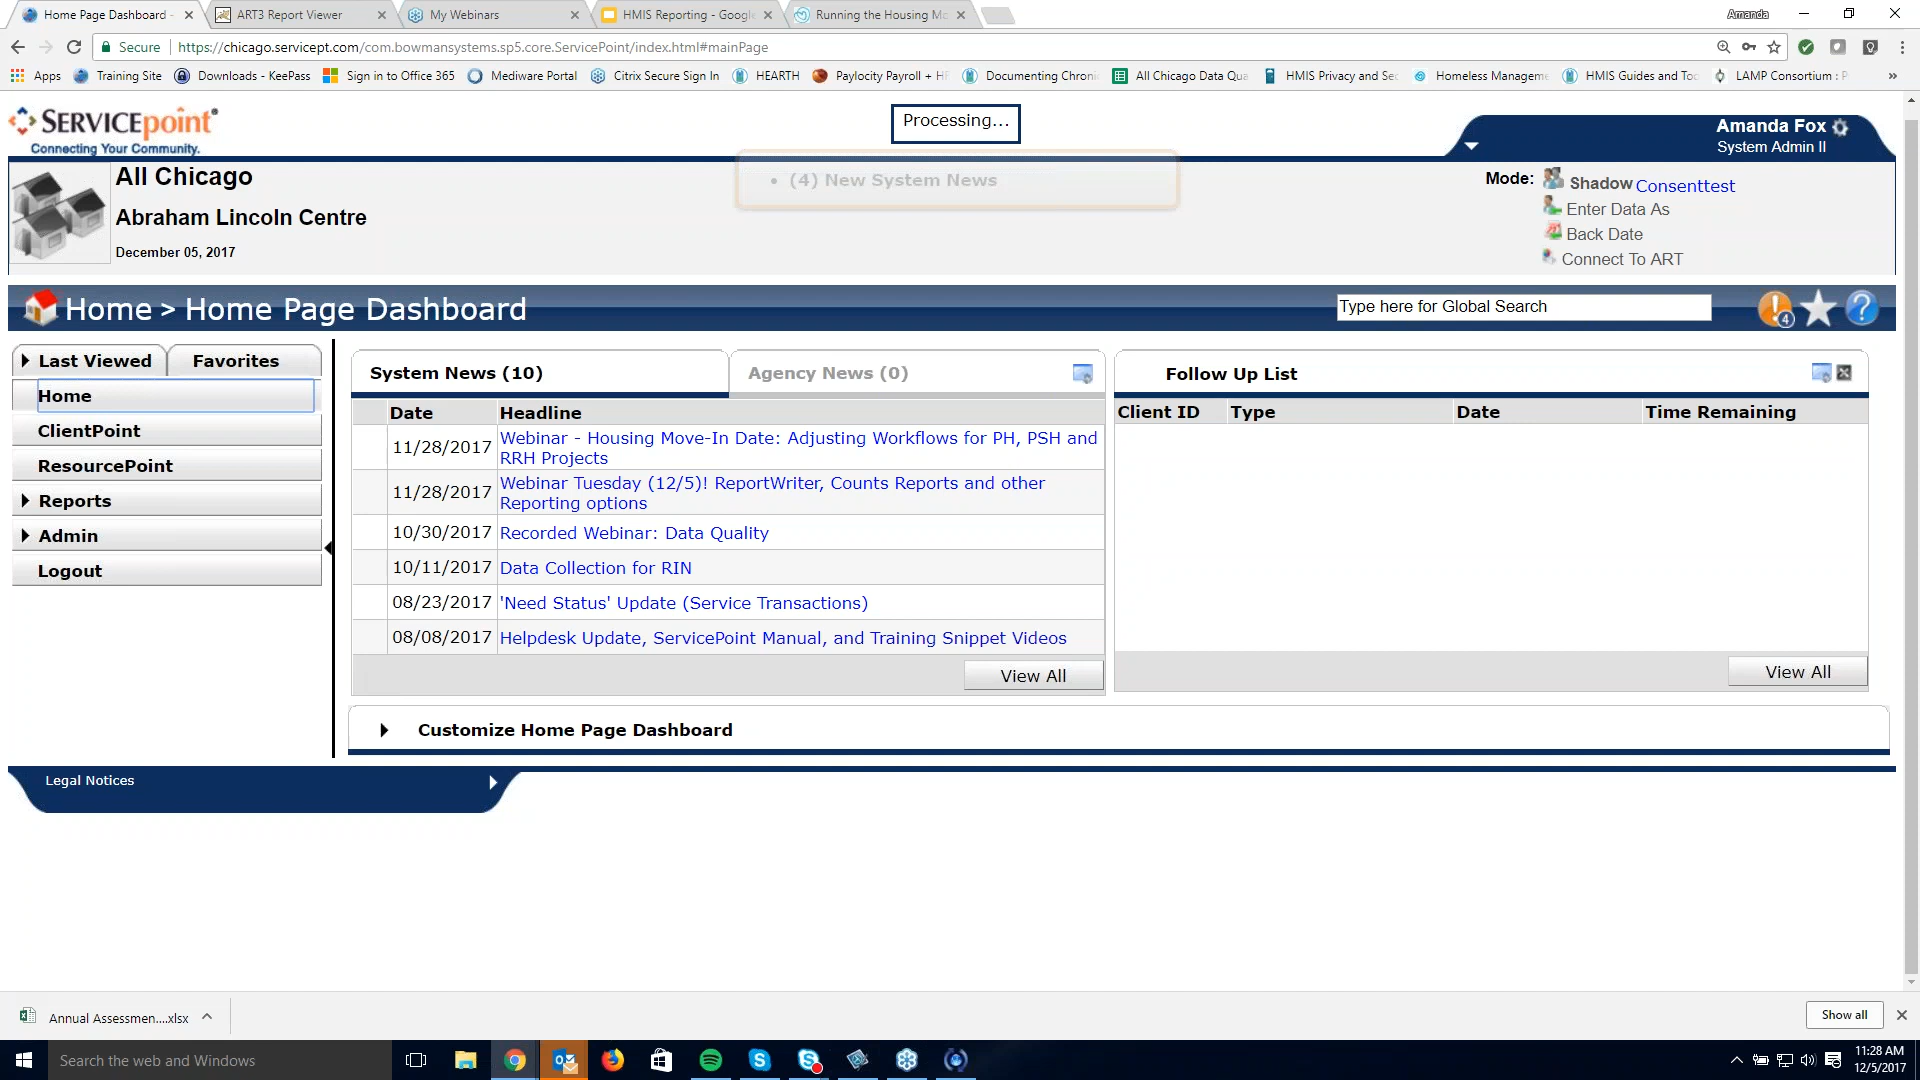 Home Page Dashboard -
ART3 Report Viewer
My Webinars
HMIS Reporting - Google
Running the Housing Mo
Amanda
Secure
https://chicago.servicept.com/com.bowmansystems.sp5.core.ServicePoint/index.html#mainPage
Apps
Training Site
Downloads - KeePass
Sign in to Office 365
Mediware Portal
Citrix Secure Sign In
HEARTH
Paylocity Payroll + H
Documenting Chroni
All Chicago Data Qua
HMIS Privacy and Sec
Homeless Manageme
HMIS Guides and Too
LAMP Consortium : P
»
SERVICEpoint®
Connecting Your Community.
Processing...
Amanda Fox
System Admin II
All Chicago
Abraham Lincoln Centre
December 05, 2017
• (4) New System News
Mode:
Shadow Consenttest
Enter Data As
Back Date
Connect To ART
Home > Home Page Dashboard
Type here for Global Search
4
?
Last Viewed
Favorites
Home
ClientPoint
ResourcePoint
Reports
Admin
Logout
System News (10)
Agency News (0)
Date
Headline
11/28/2017
Webinar - Housing Move-In Date: Adjusting Workflows for PH, PSH and
RRH Projects
11/28/2017
Webinar Tuesday (12/5)! ReportWriter, Counts Reports and other
Reporting options
10/30/2017
Recorded Webinar: Data Quality
10/11/2017
Data Collection for RIN
08/23/2017
'Need Status' Update (Service Transactions)
08/08/2017
Helpdesk Update, ServicePoint Manual, and Training Snippet Videos
View All
Follow Up List
Client ID
Type
Date
Time Remaining
View All
Customize Home Page Dashboard
Legal Notices
Annual Assessmen....xlsx
Show all
Search the web and Windows
11:28 AM
12/5/2017